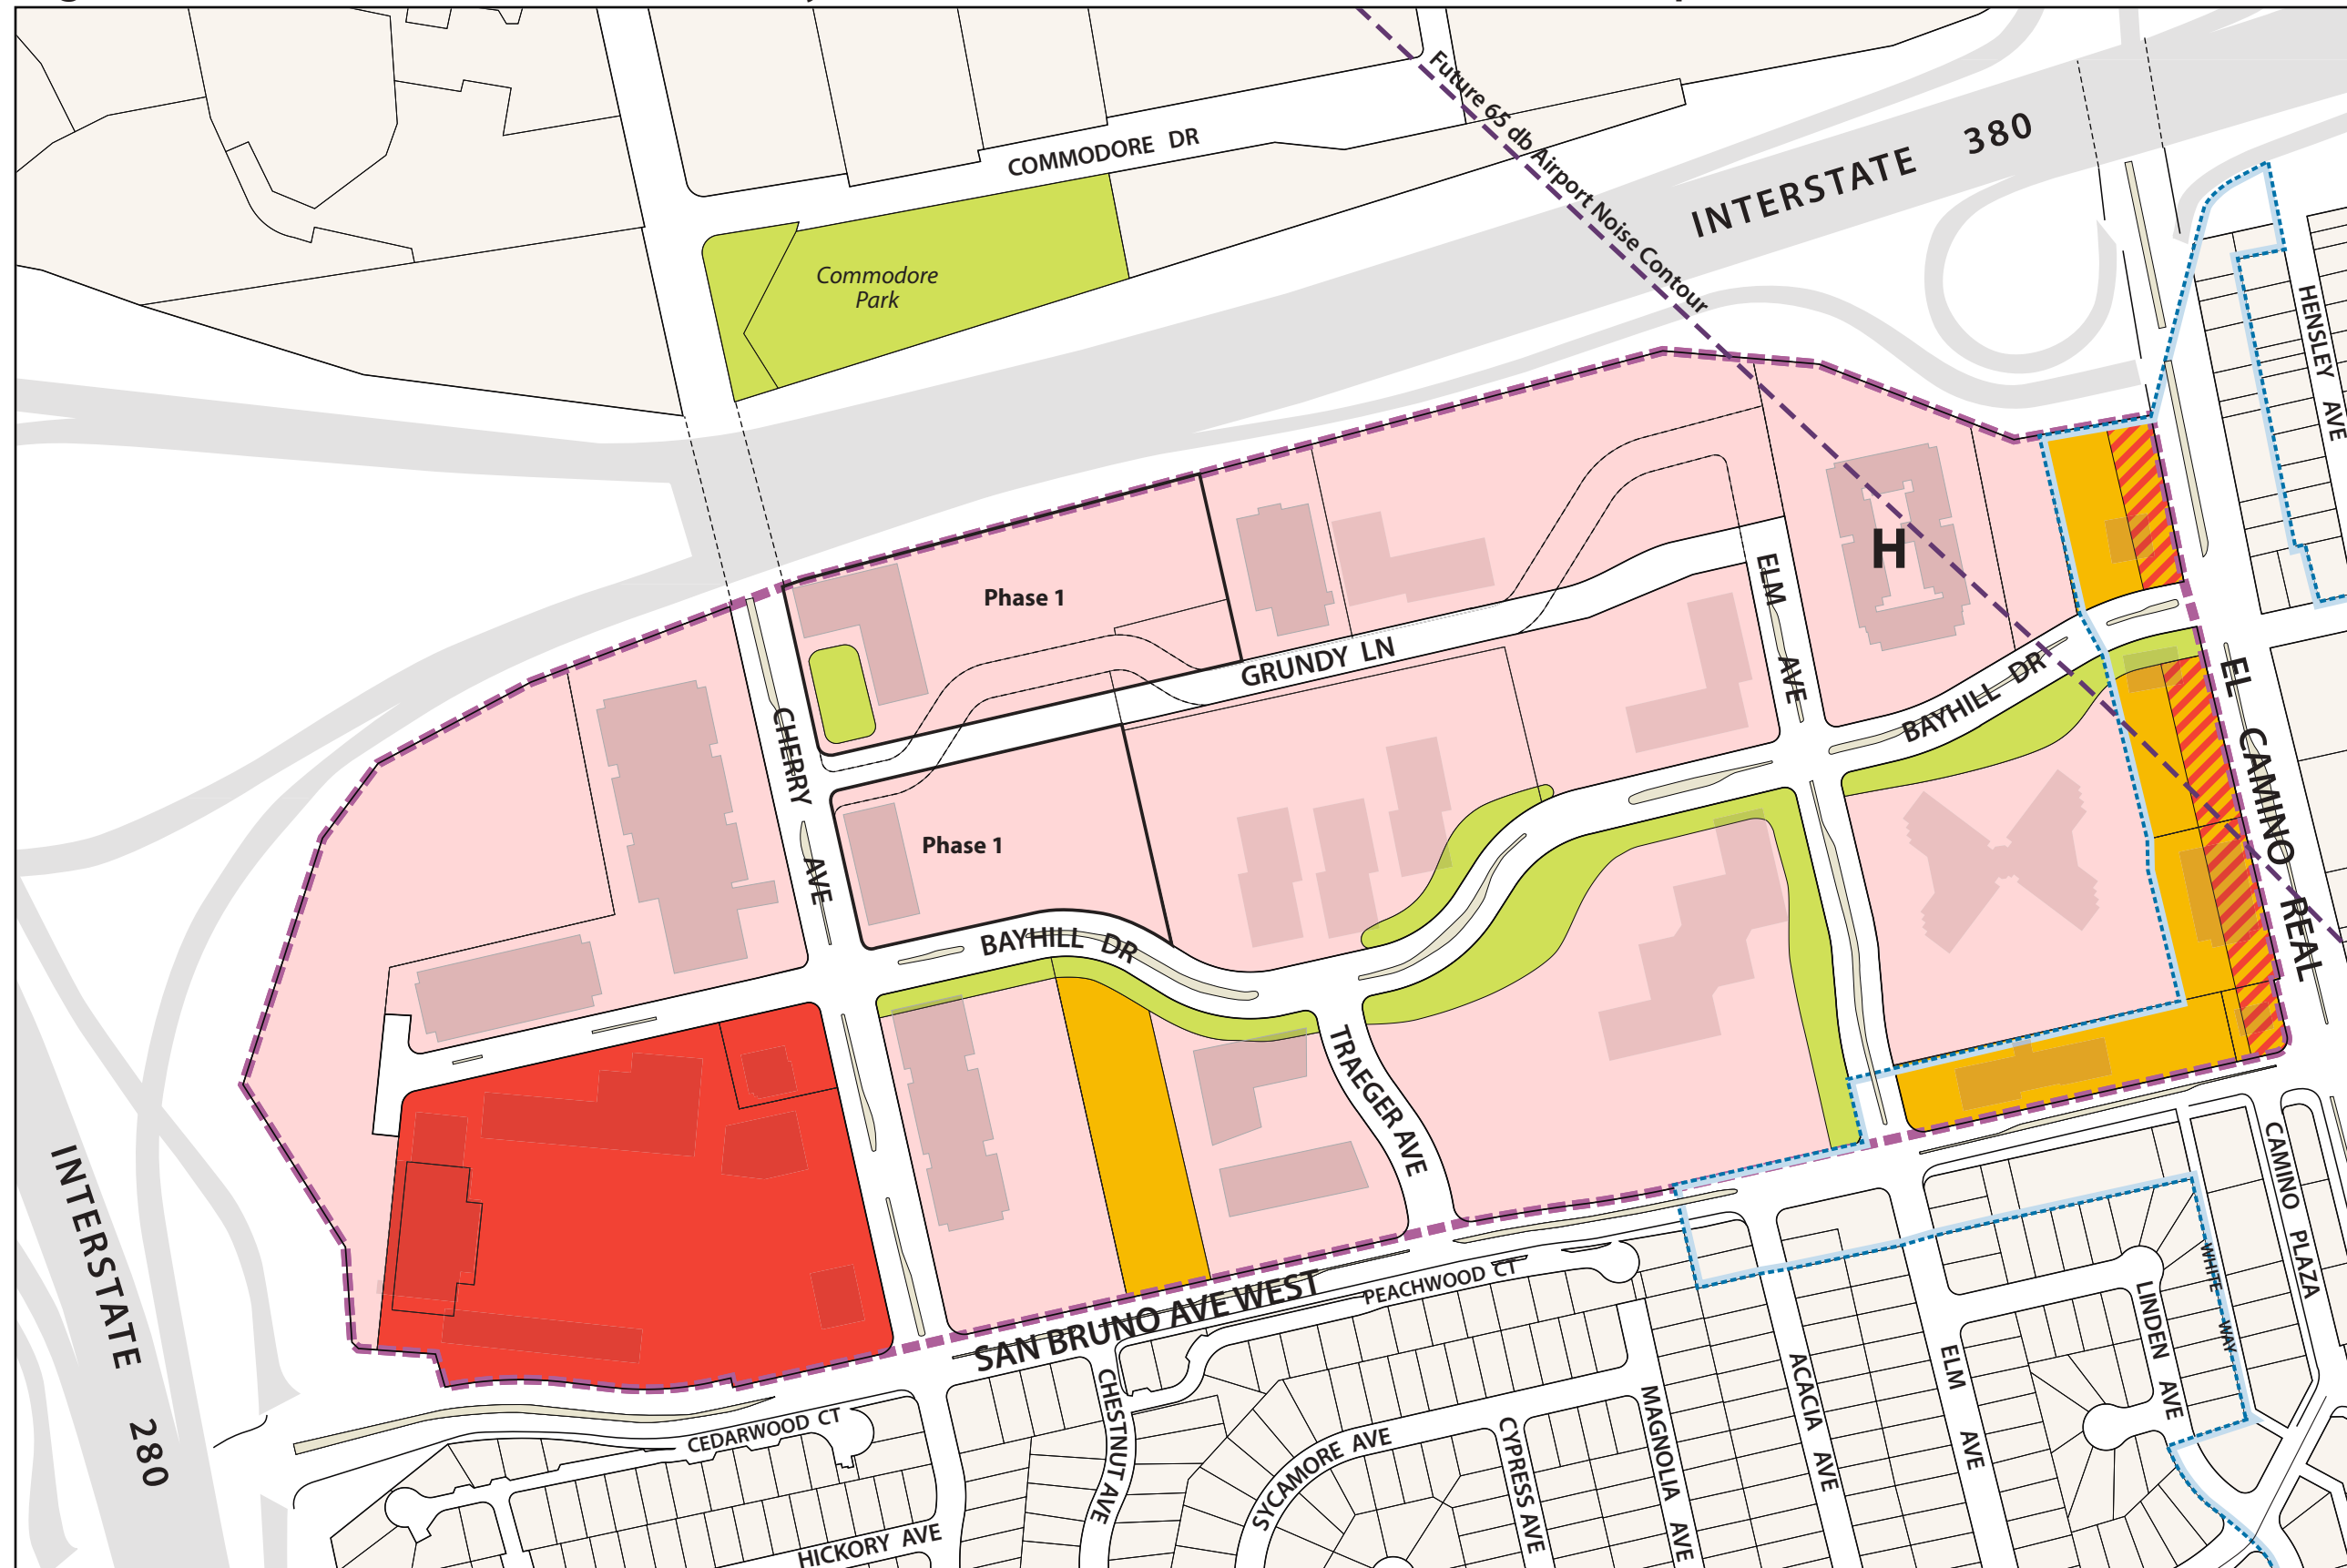 COMMODORE DR
Commodore
Park
Future 65 db Airport Noise Contour
INTERSTATE 380
HENSLEY AVE
Phase 1
GRUNDY LN
ELM AVE
H
BAYHILL DR
EL CAMINO REAL
CHERRY AVE
Phase 1
BAYHILL DR
TRAEGER AVE
INTERSTATE 280
SAN BRUNO AVE WEST
PEACHWOOD CT
CEDARWOOD CT
HICKORY AVE
CHESTNUT AVE
SYCAMORE AVE
CYPRESS AVE
MAGNOLIA AVE
ACACIA AVE
ELM AVE
LINDEN AVE
WHITE WAY
CAMINO PLAZA